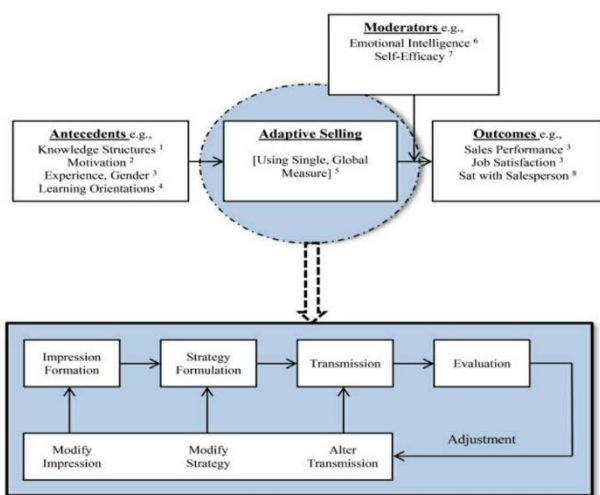 Moderators e.g.,
Emotional Intelligence 6
Self-Efficacy 7
Antecedents e.g.,
Knowledge Structures 1
Motivation 2
Experience, Gender 3
Learning Orientations 4
Adaptive Selling
[Using Single, Global
Measure] 5
Outcomes e.g.,
Sales Performance 3
Job Satisfaction 3
Sat with Salesperson 8
Impression
Formation
Strategy
Formulation
Transmission
Evaluation
Modify
Impression
Modify
Strategy
Alter
Transmission
Adjustment